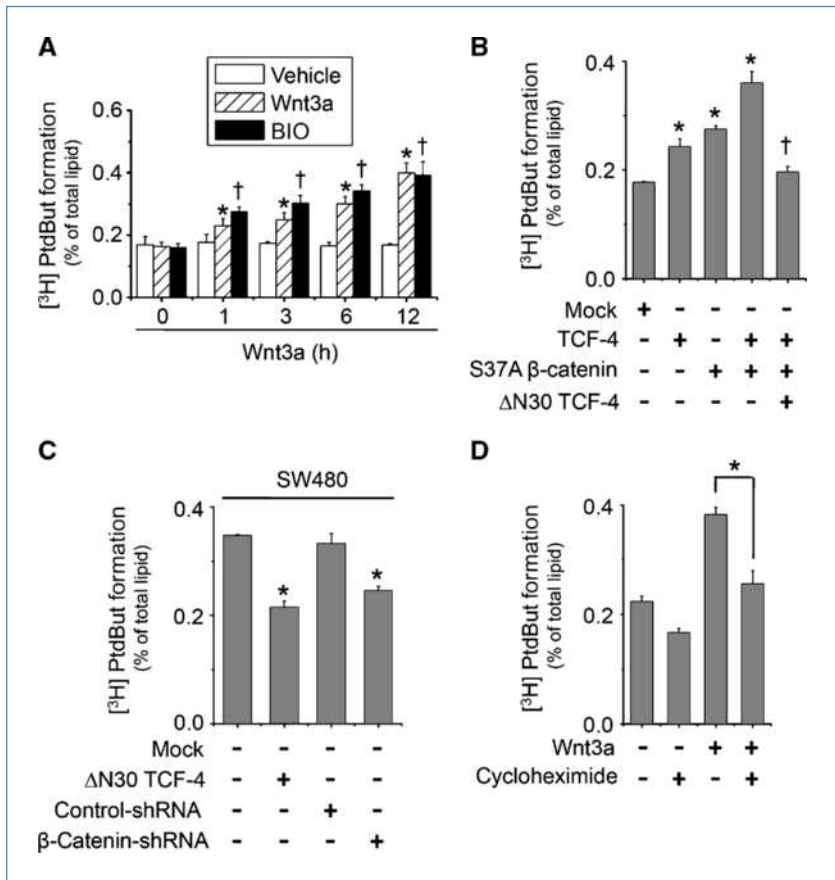 A
Vehicle
Wnt3a
BIO
[³H] PtdBut formation
(% of total lipid)
0.6
0.4
0.2
0.0
* † * † * † * †
0 1 3 6 12
Wnt3a (h)
B
[³H] PtdBut formation
(% of total lipid)
0.4
0.2
0.0
* * * †
Mock + - - - -
TCF-4 - + - + +
S37A β-catenin - - + + +
ΔN30 TCF-4 - - - - +
C
SW480
[³H] PtdBut formation
(% of total lipid)
0.4
0.2
0.0
* *
Mock - - - -
ΔN30 TCF-4 - + - -
Control-shRNA - - + -
β-Catenin-shRNA - - - +
D
*
[³H] PtdBut formation
(% of total lipid)
0.4
0.2
0.0
Wnt3a - - + +
Cycloheximide - + - +